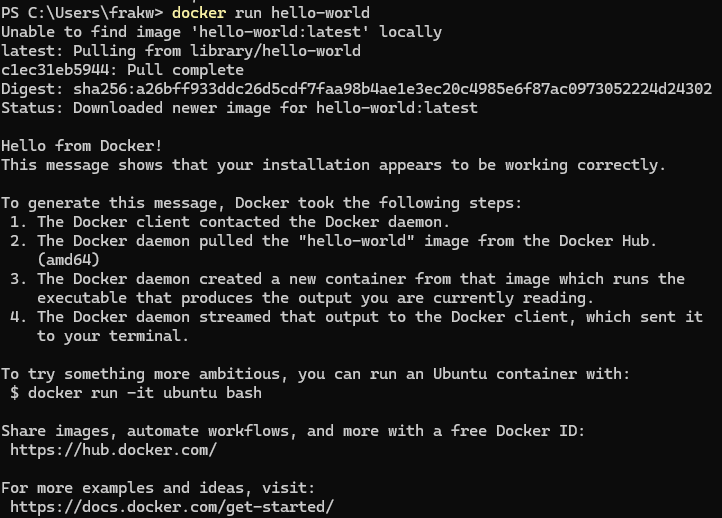 PS C:\Users\frakw> docker run hello-world
Unable to find image 'hello-world:latest' locally
latest: Pulling from library/hello-world
c1ec31eb5944: Pull complete
Digest: sha256:a26bff933ddc26d5cdf7faa98b4ae1e3ec20c4985e6f87ac0973052224d24302
Status: Downloaded newer image for hello-world:latest

Hello from Docker!
This message shows that your installation appears to be working correctly.

To generate this message, Docker took the following steps:
 1. The Docker client contacted the Docker daemon.
 2. The Docker daemon pulled the "hello-world" image from the Docker Hub.
    (amd64)
 3. The Docker daemon created a new container from that image which runs the
    executable that produces the output you are currently reading.
 4. The Docker daemon streamed that output to the Docker client, which sent it
    to your terminal.

To try something more ambitious, you can run an Ubuntu container with:
 $ docker run -it ubuntu bash

Share images, automate workflows, and more with a free Docker ID:
 https://hub.docker.com/

For more examples and ideas, visit:
 https://docs.docker.com/get-started/